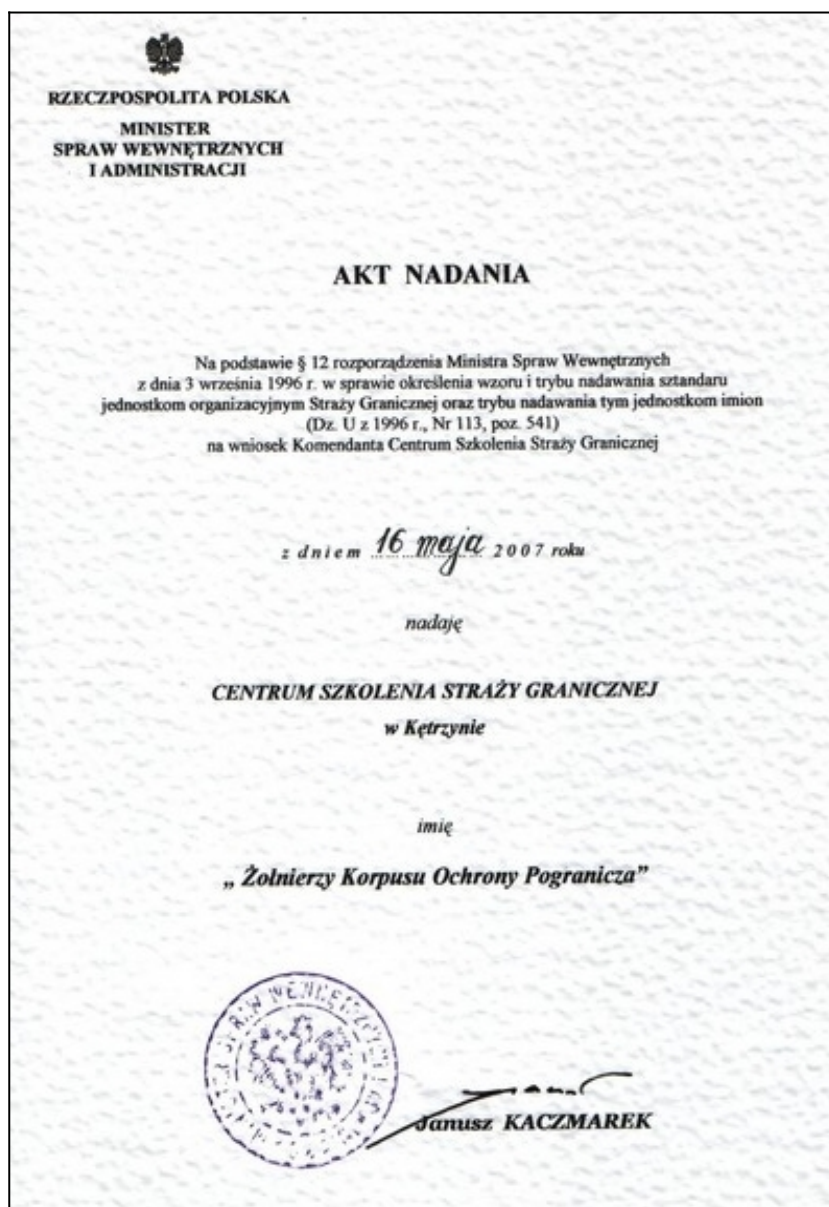 RZECZPOSPOLITA POLSKA
MINISTER
SPRAW WEWNĘTRZNYCH
I ADMINISTRACJI
AKT NADANIA
Na podstawie § 12 rozporządzenia Ministra Spraw Wewnętrznych
z dnia 3 września 1996 r. w sprawie określenia wzoru i trybu nadawania sztandaru
jednostkom organizacyjnym Straży Granicznej oraz trybu nadawania tym jednostkom imion
(Dz. U z 1996 r., Nr 113, poz. 541)
na wniosek Komendanta Centrum Szkolenia Straży Granicznej
z dniem 16 maja 2007 roku
nadaję
CENTRUM SZKOLENIA STRAŻY GRANICZNEJ
w Kętrzynie
imię
„ Żołnierzy Korpusu Ochrony Pogranicza”
Janusz KACZMAREK